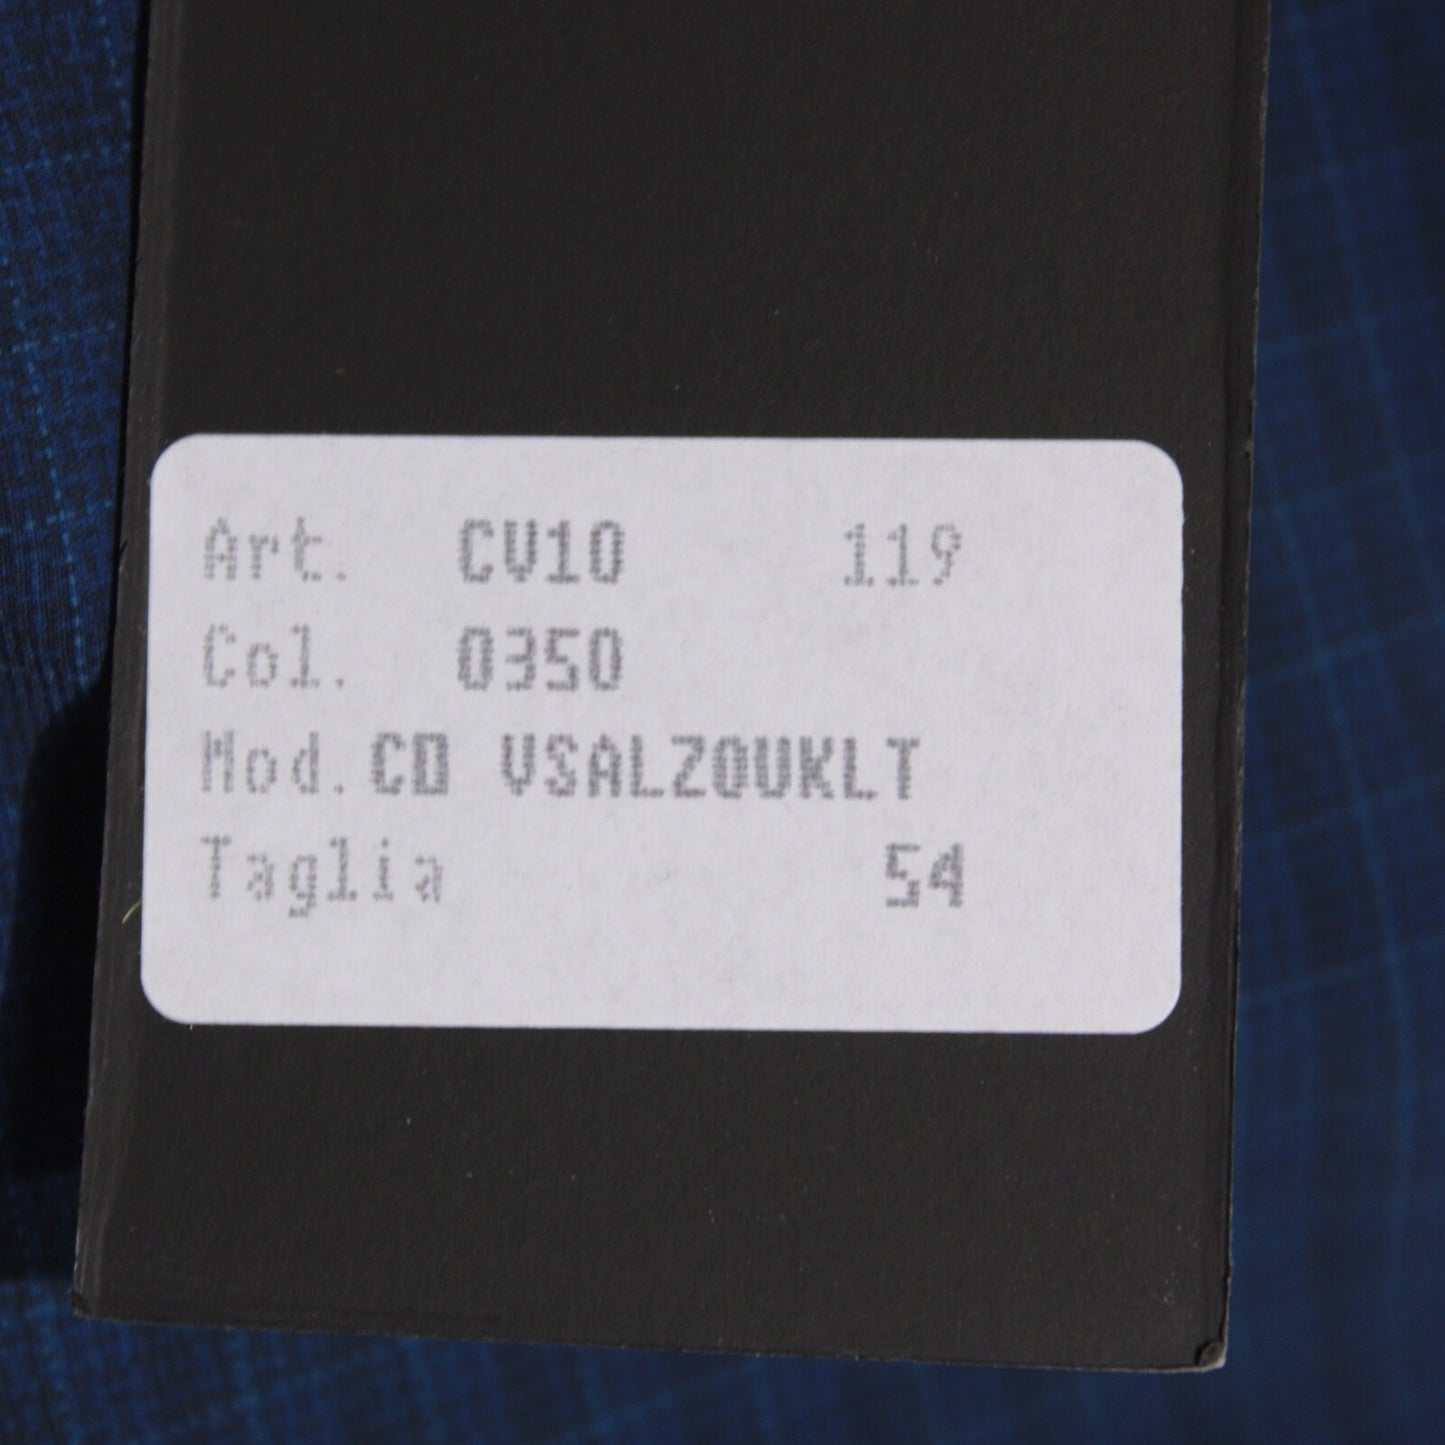 Art. CV10 119
Col. 0350
Mod. CD VSALZOUKLT
Taglia 54